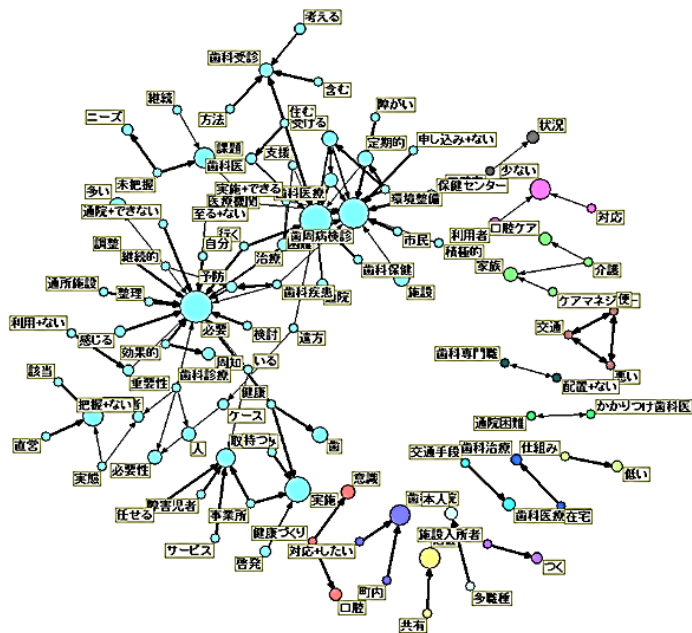 考える
歯科受診
含む
方法
継続
ニーズ
住む
受ける
障がい
定期的
申し込み+ない
状況
課題
歯科医
支援
少ない
未把握
実施+できる
歯科医療
環境整備
保健センター
多い
医療機関
通院+できない
至る+ない
対応
口腔ケア
歯周病検診
市民
積極的
利用者
自分
行く
調整
継続的
治療
歯科保健
家族
介護
予防
通所施設
整理
歯科疾患
施設
ケアマネジャー
便
必要
検討
遠方
交通
利用+ない
感じる
効果的
周知
いる
歯科専門職
悪い
該当
重要性
歯科診療
健康
配置+ない
把握+ない
ケース
通院困難
かかりつけ歯科医
直営
人
歯
必要性
交通手段
歯科治療
仕組み
実態
意識
低い
障害児者
任せる
事業所
実施
本人
歯科医療
在宅
健康づくり
サービス
対応+したい
施設入所者
啓発
つく
口腔
町内
多職種
共有